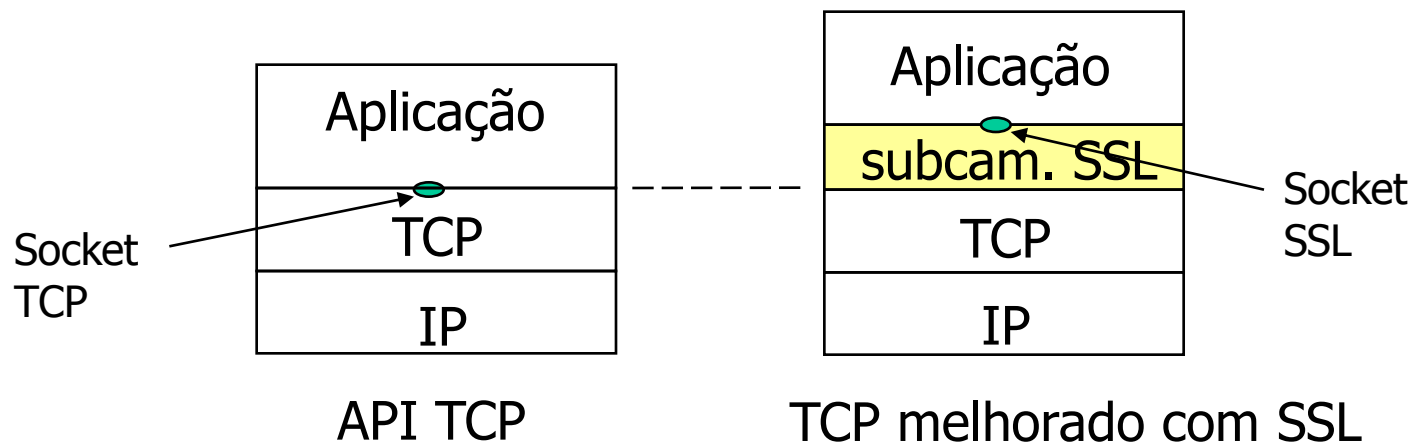 Aplicação
TCP
IP
Socket
TCP
API TCP
Aplicação
subcam. SSL
TCP
IP
Socket
SSL
TCP melhorado com SSL